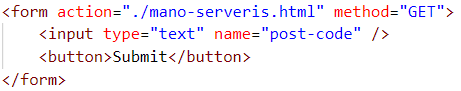 <form action="./mano-serveris.html" method="GET">
    <input type="text" name="post-code" />
    <button>Submit</button>
</form>